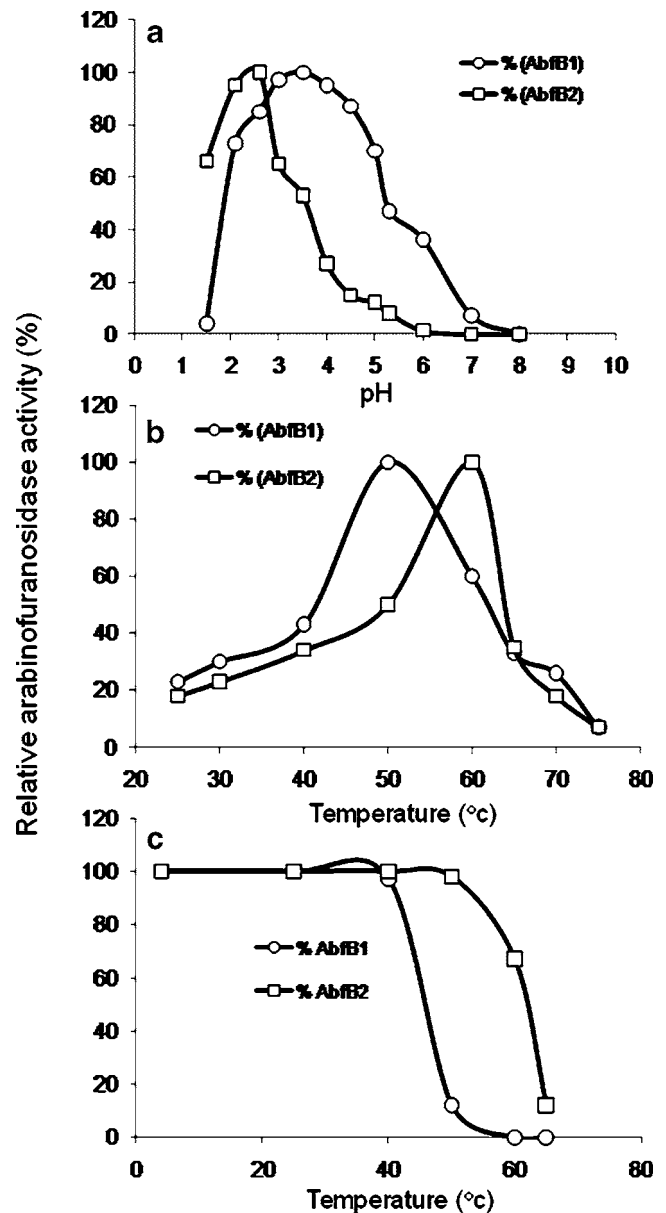 Relative arabinofuranosidase activity (%)
a
120
100
80
60
40
20
0
% (AbfB1)
% (AbfB2)
0 1 2 3 4 5 6 7 8 9 10
pH
b
120
100
80
60
40
20
0
% (AbfB1)
% (AbfB2)
20 30 40 50 60 70 80
Temperature (°c)
c
120
100
80
60
40
20
0
% AbfB1
% AbfB2
0 20 40 60 80
Temperature (°c)